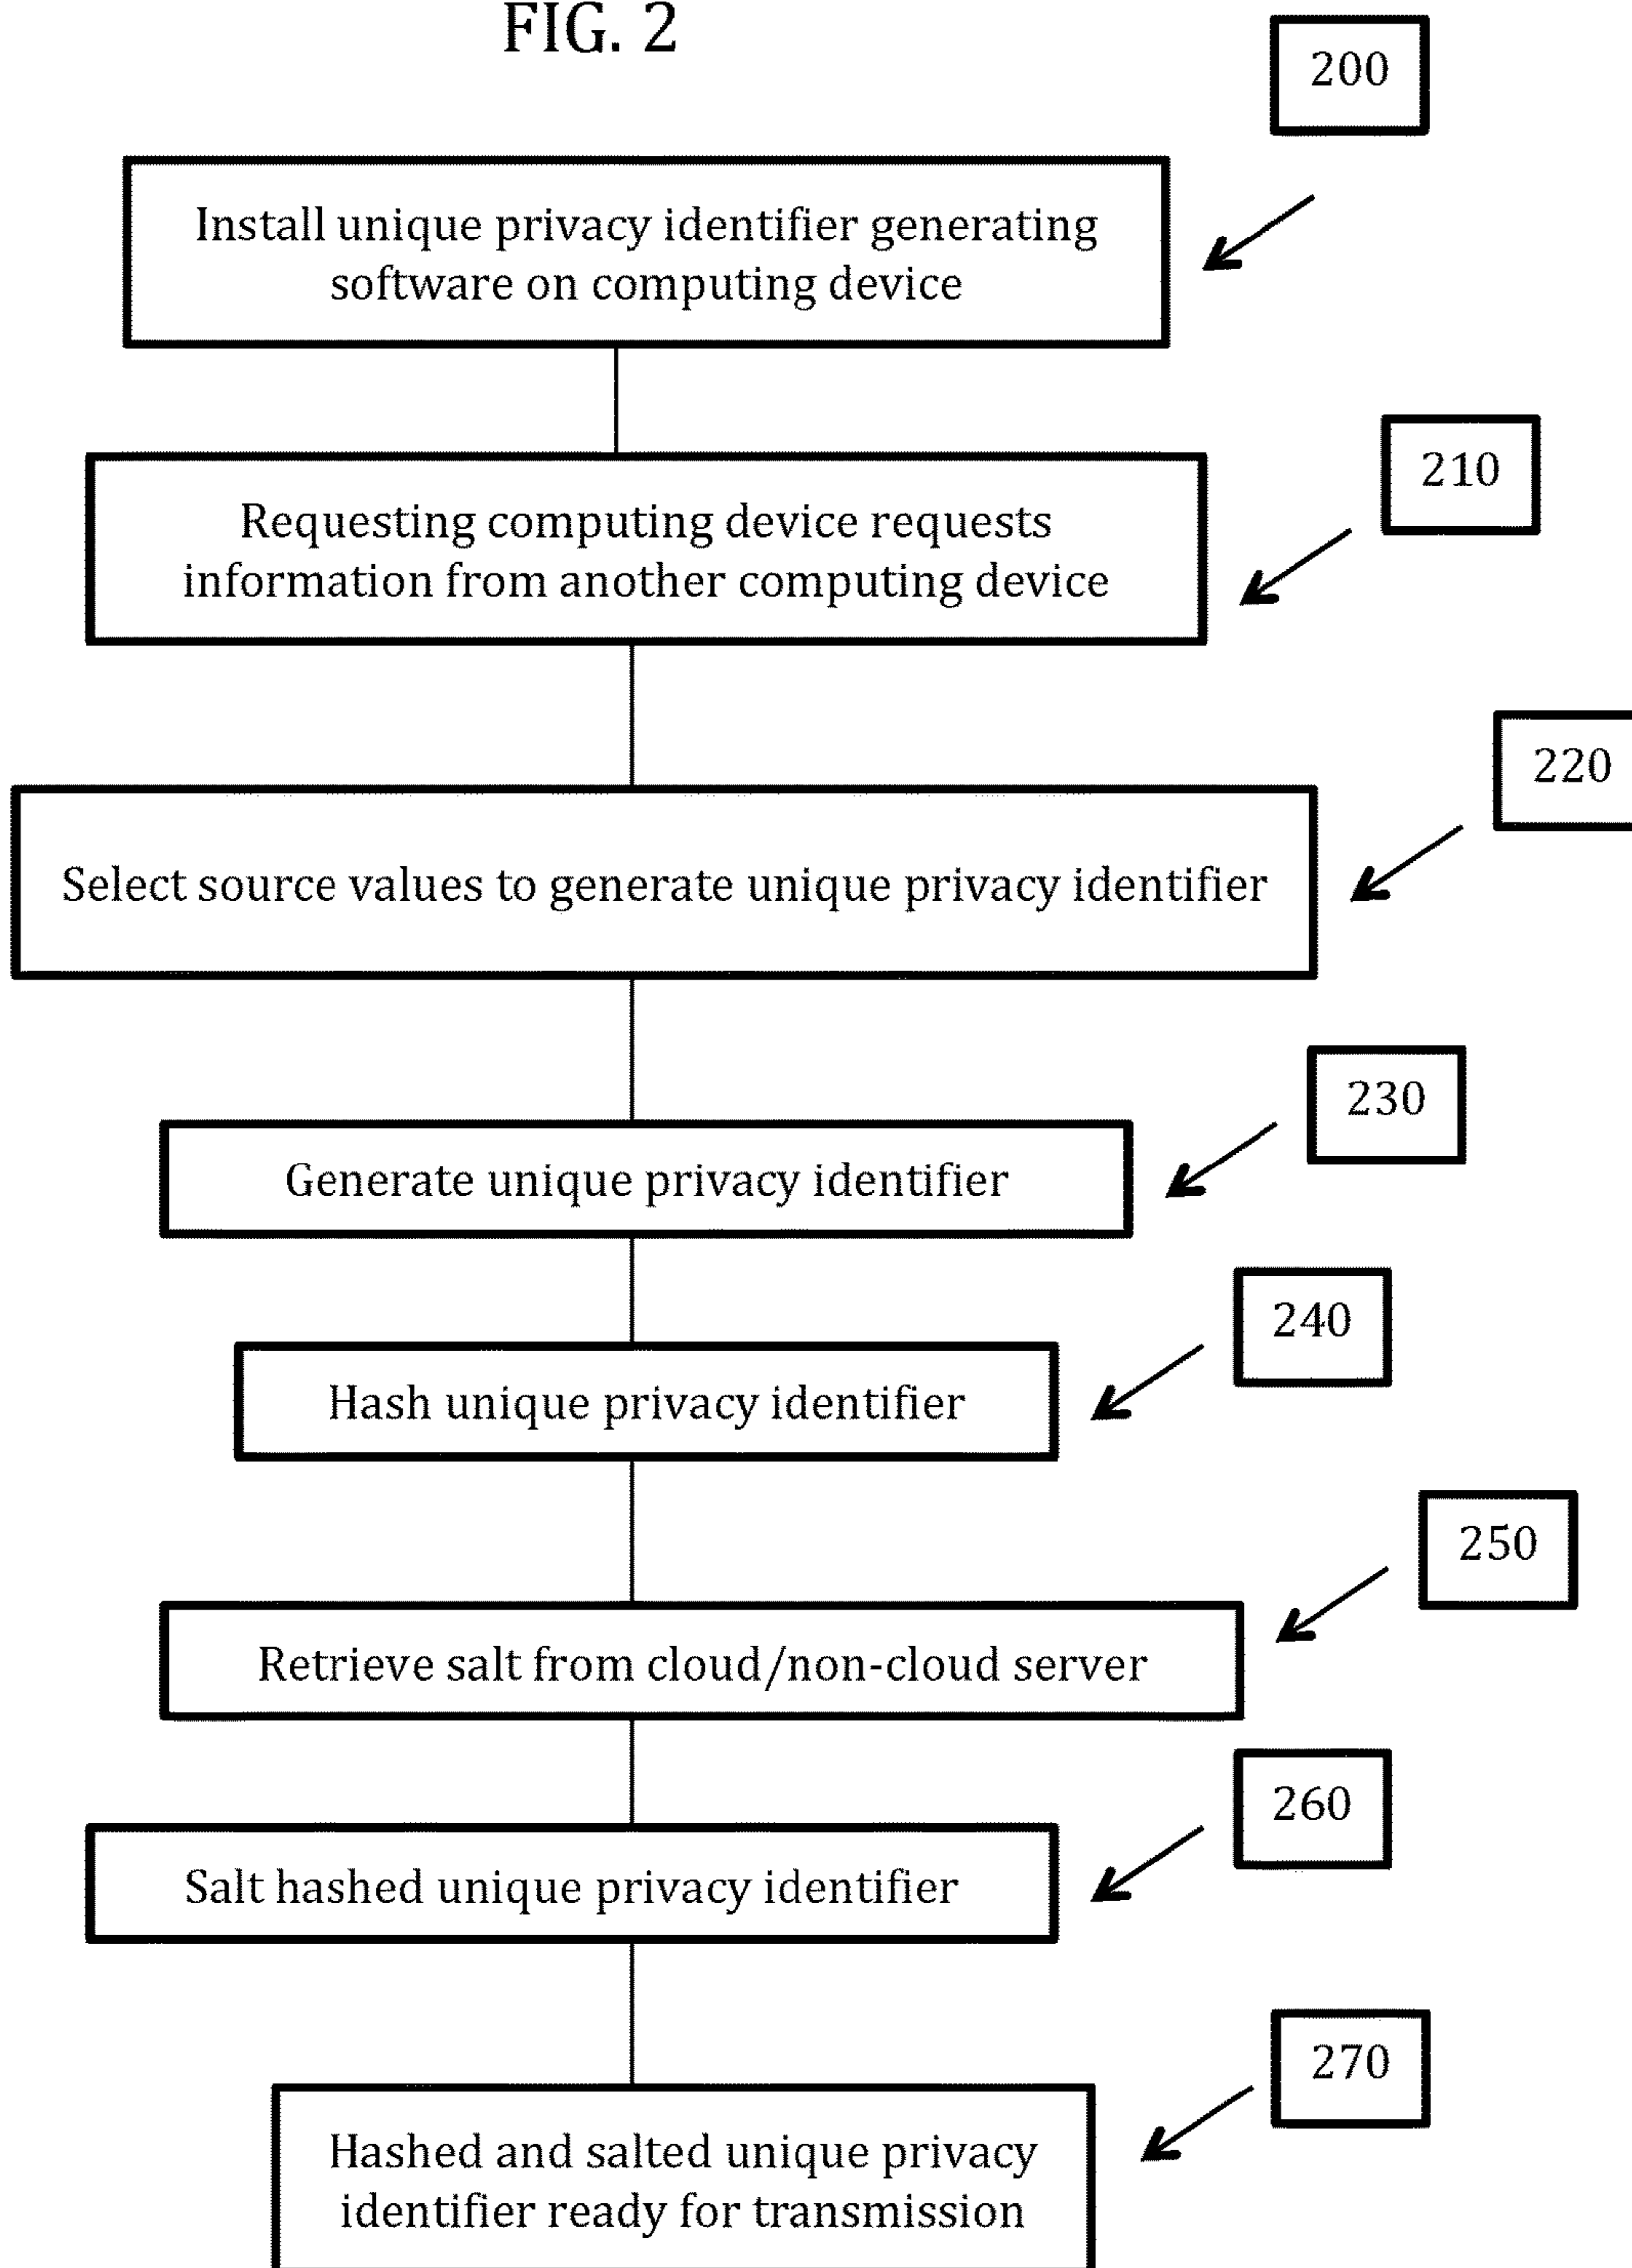 FIG. 2
200
Install unique privacy identifier generating
software on computing device
210
Requesting computing device requests
information from another computing device
220
Select source values to generate unique privacy identifier
230
Generate unique privacy identifier
240
Hash unique privacy identifier
250
Retrieve salt from cloud/non-cloud server
260
Salt hashed unique privacy identifier
270
Hashed and salted unique privacy
identifier ready for transmission